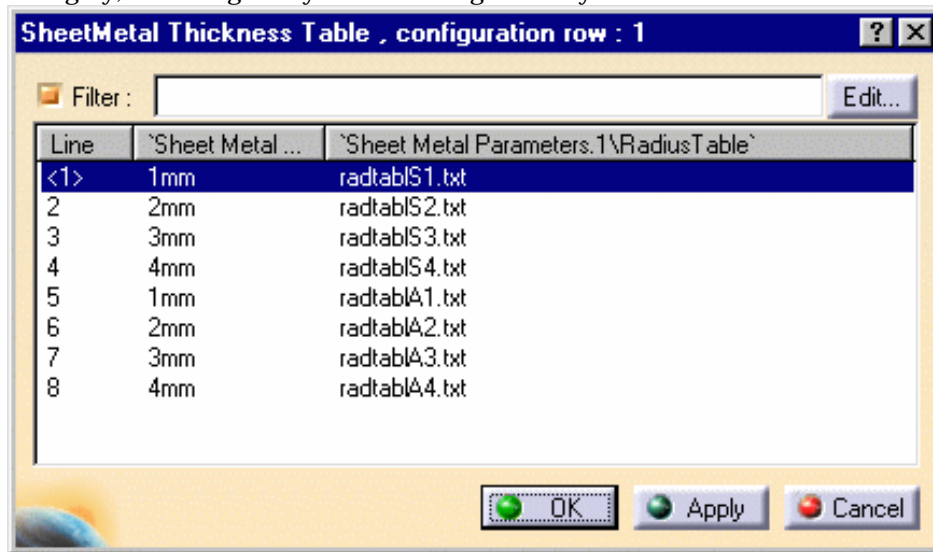 SheetMetal Thickness Table , configuration row : 1
Filter : Edit...
Line `Sheet Metal ... `Sheet Metal Parameters.1\RadiusTable`
<1> 1mm radtablS1.txt
2 2mm radtablS2.txt
3 3mm radtablS3.txt
4 4mm radtablS4.txt
5 1mm radtablA1.txt
6 2mm radtablA2.txt
7 3mm radtablA3.txt
8 4mm radtablA4.txt
OK Apply Cancel